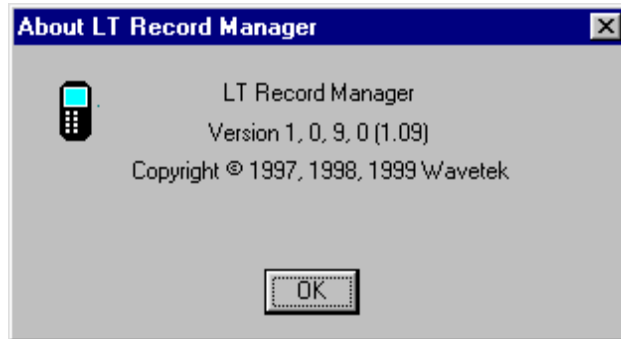 About LT Record Manager
LT Record Manager
Version 1, 0, 9, 0 (1.09)
Copyright © 1997, 1998, 1999 Wavetek
OK